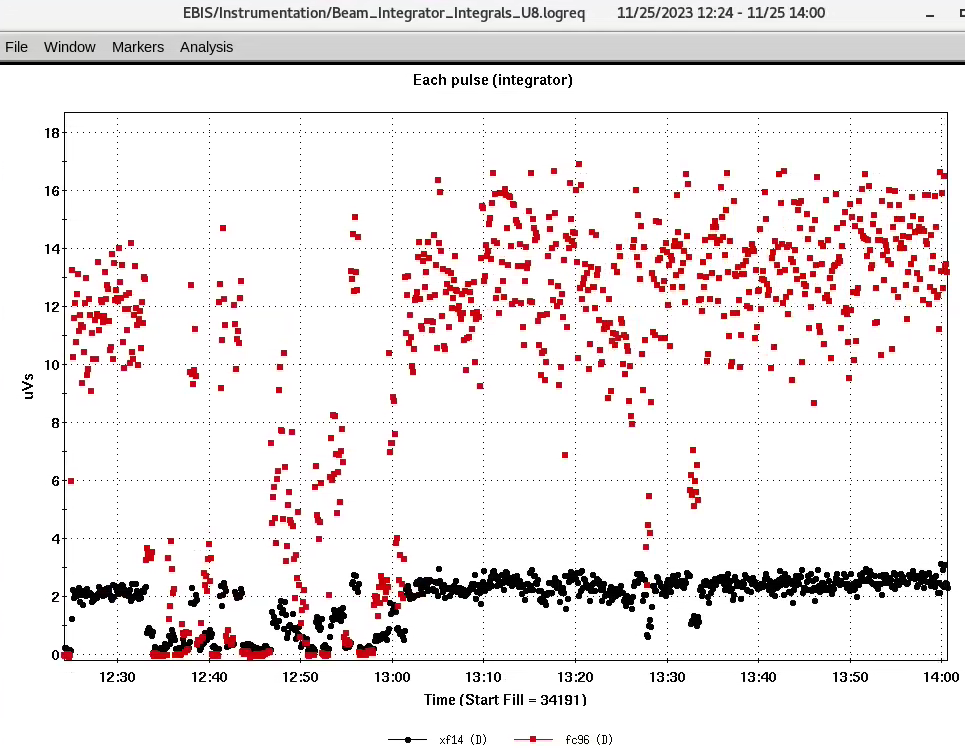 EBIS/Instrumentation/Beam_Integrator_Integrals_U8.logreq 11/25/2023 12:24 - 11/25 14:00
File Window Markers Analysis
Each pulse (integrator)
18
16
14
12
10
8
6
4
2
0
uVs
12:30 12:40 12:50 13:00 13:10 13:20 13:30 13:40 13:50 14:00
Time (Start Fill = 34191)
xf14 (D) fc96 (D)